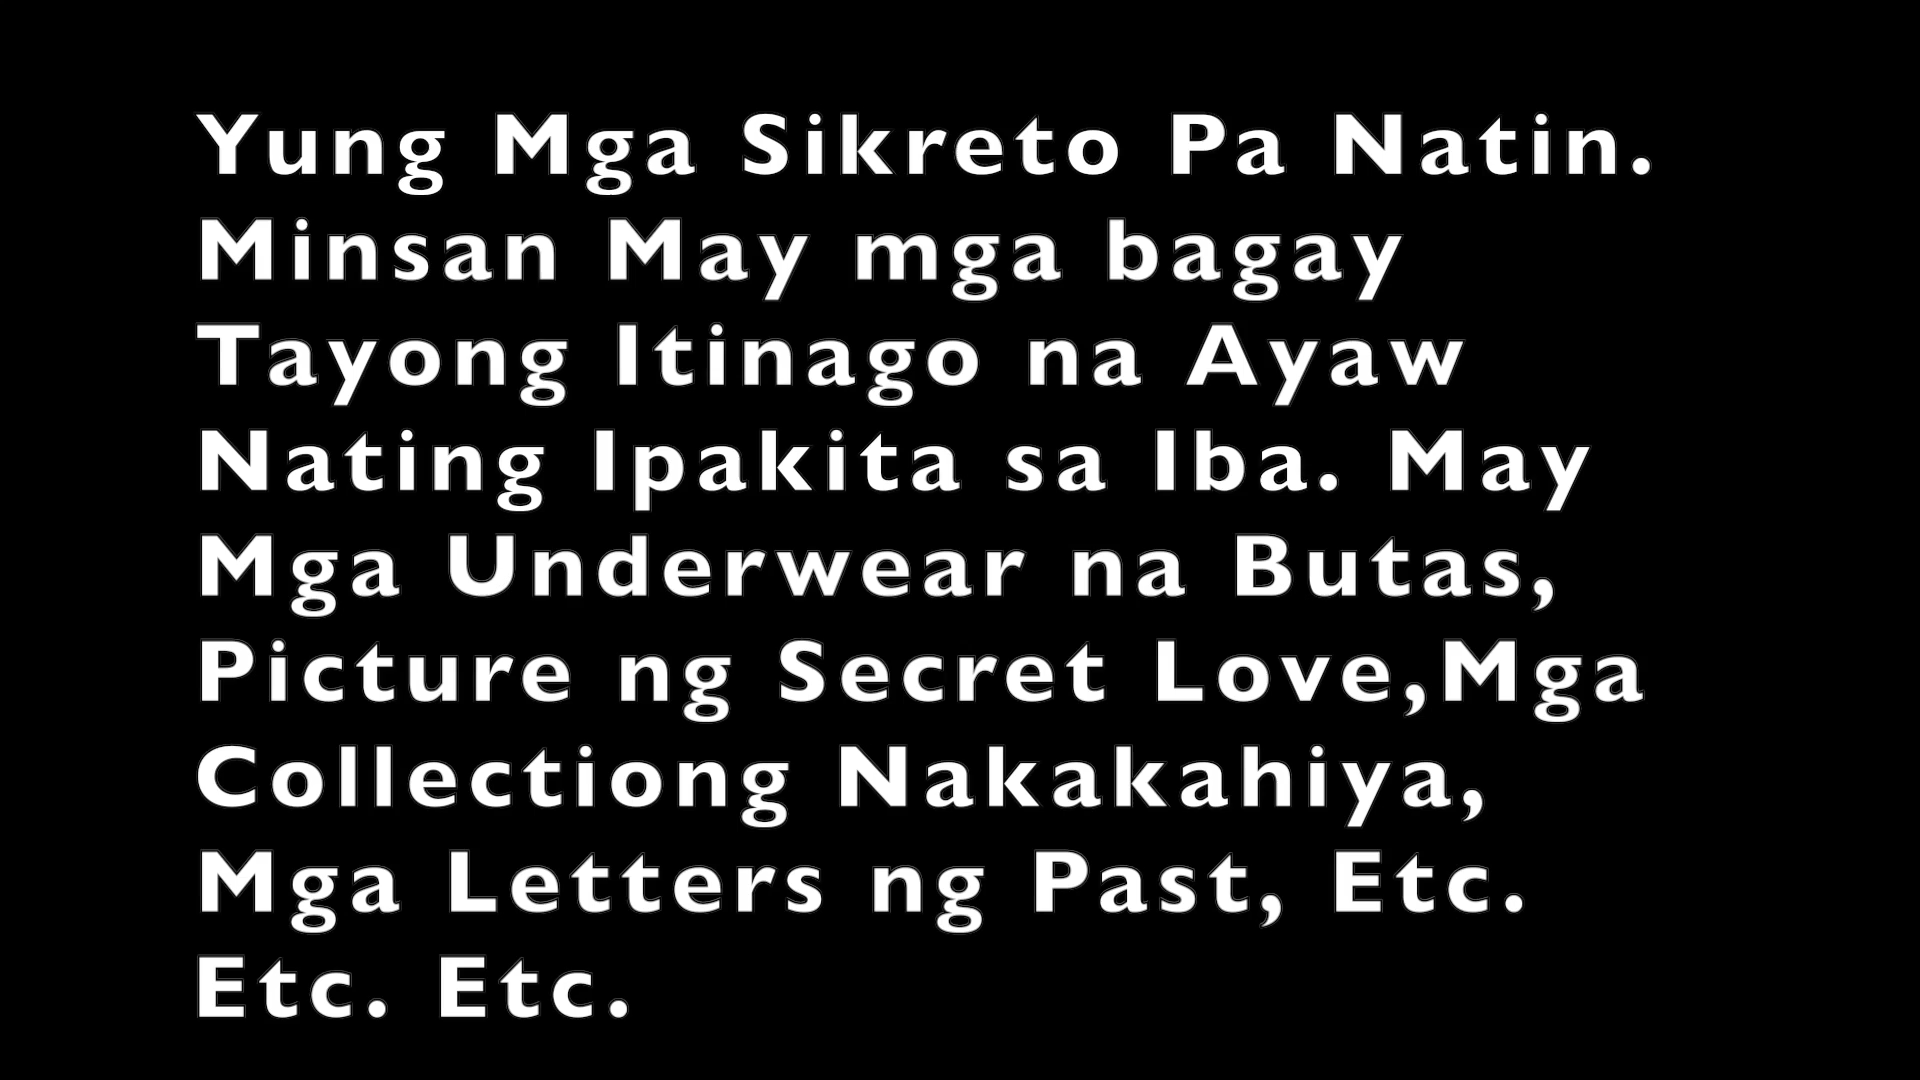 Yung Mga Sikreto Pa Natin.
Minsan May mga bagay
Tayong Itinago na Ayaw
Nating Ipakita sa Iba. May
Mga Underwear na Butas,
Picture ng Secret Love,Mga
Collectiong Nakakahiya,
Mga Letters ng Past, Etc.
Etc. Etc.